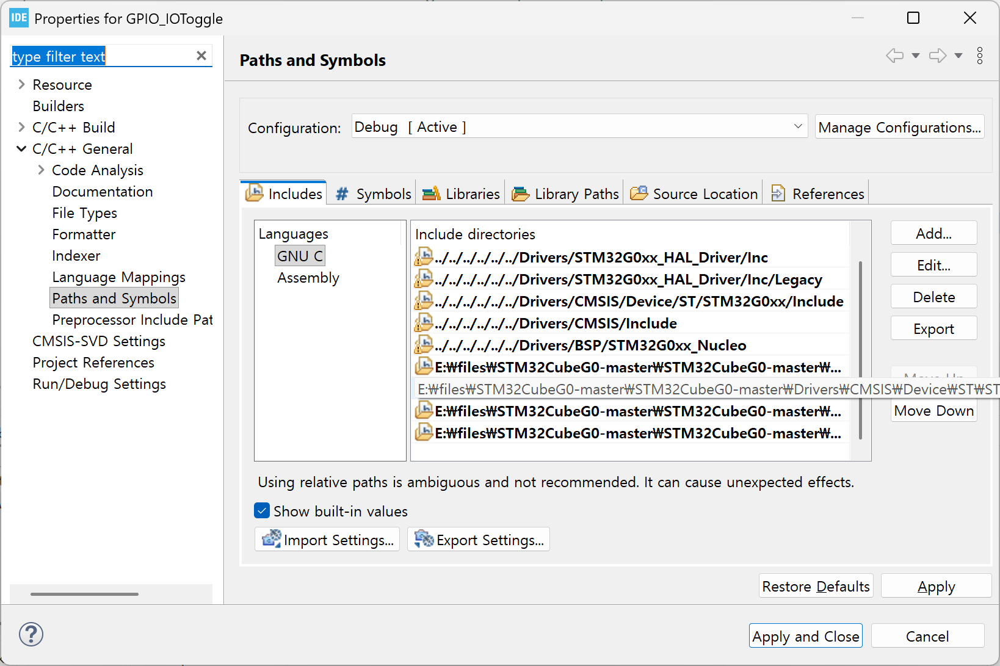 IDE Properties for GPIO_IOToggle
type filter text
Resource
Builders
C/C++ Build
C/C++ General
Code Analysis
Documentation
File Types
Formatter
Indexer
Language Mappings
Paths and Symbols
Preprocessor Include Pat
CMSIS-SVD Settings
Project References
Run/Debug Settings
Paths and Symbols
Configuration: Debug [ Active ] Manage Configurations...
Includes # Symbols Libraries Library Paths Source Location References
Languages
GNU C
Assembly
Include directories
../../../../../../Drivers/STM32G0xx_HAL_Driver/Inc
../../../../../../Drivers/STM32G0xx_HAL_Driver/Inc/Legacy
../../../../../../Drivers/CMSIS/Device/ST/STM32G0xx/Include
../../../../../../Drivers/CMSIS/Include
../../../../../../Drivers/BSP/STM32G0xx_Nucleo
E:₩files₩STM32CubeG0-master₩STM32CubeG0-master₩...
E:₩files₩STM32CubeG0-master₩STM32CubeG0-master₩Drivers₩CMSIS₩Device₩ST₩ST
E:₩files₩STM32CubeG0-master₩STM32CubeG0-master₩...
E:₩files₩STM32CubeG0-master₩STM32CubeG0-master₩...
Add...
Edit...
Delete
Export
Move Up
Move Down
Using relative paths is ambiguous and not recommended. It can cause unexpected effects.
Show built-in values
Import Settings... Export Settings...
Restore Defaults Apply
Apply and Close Cancel